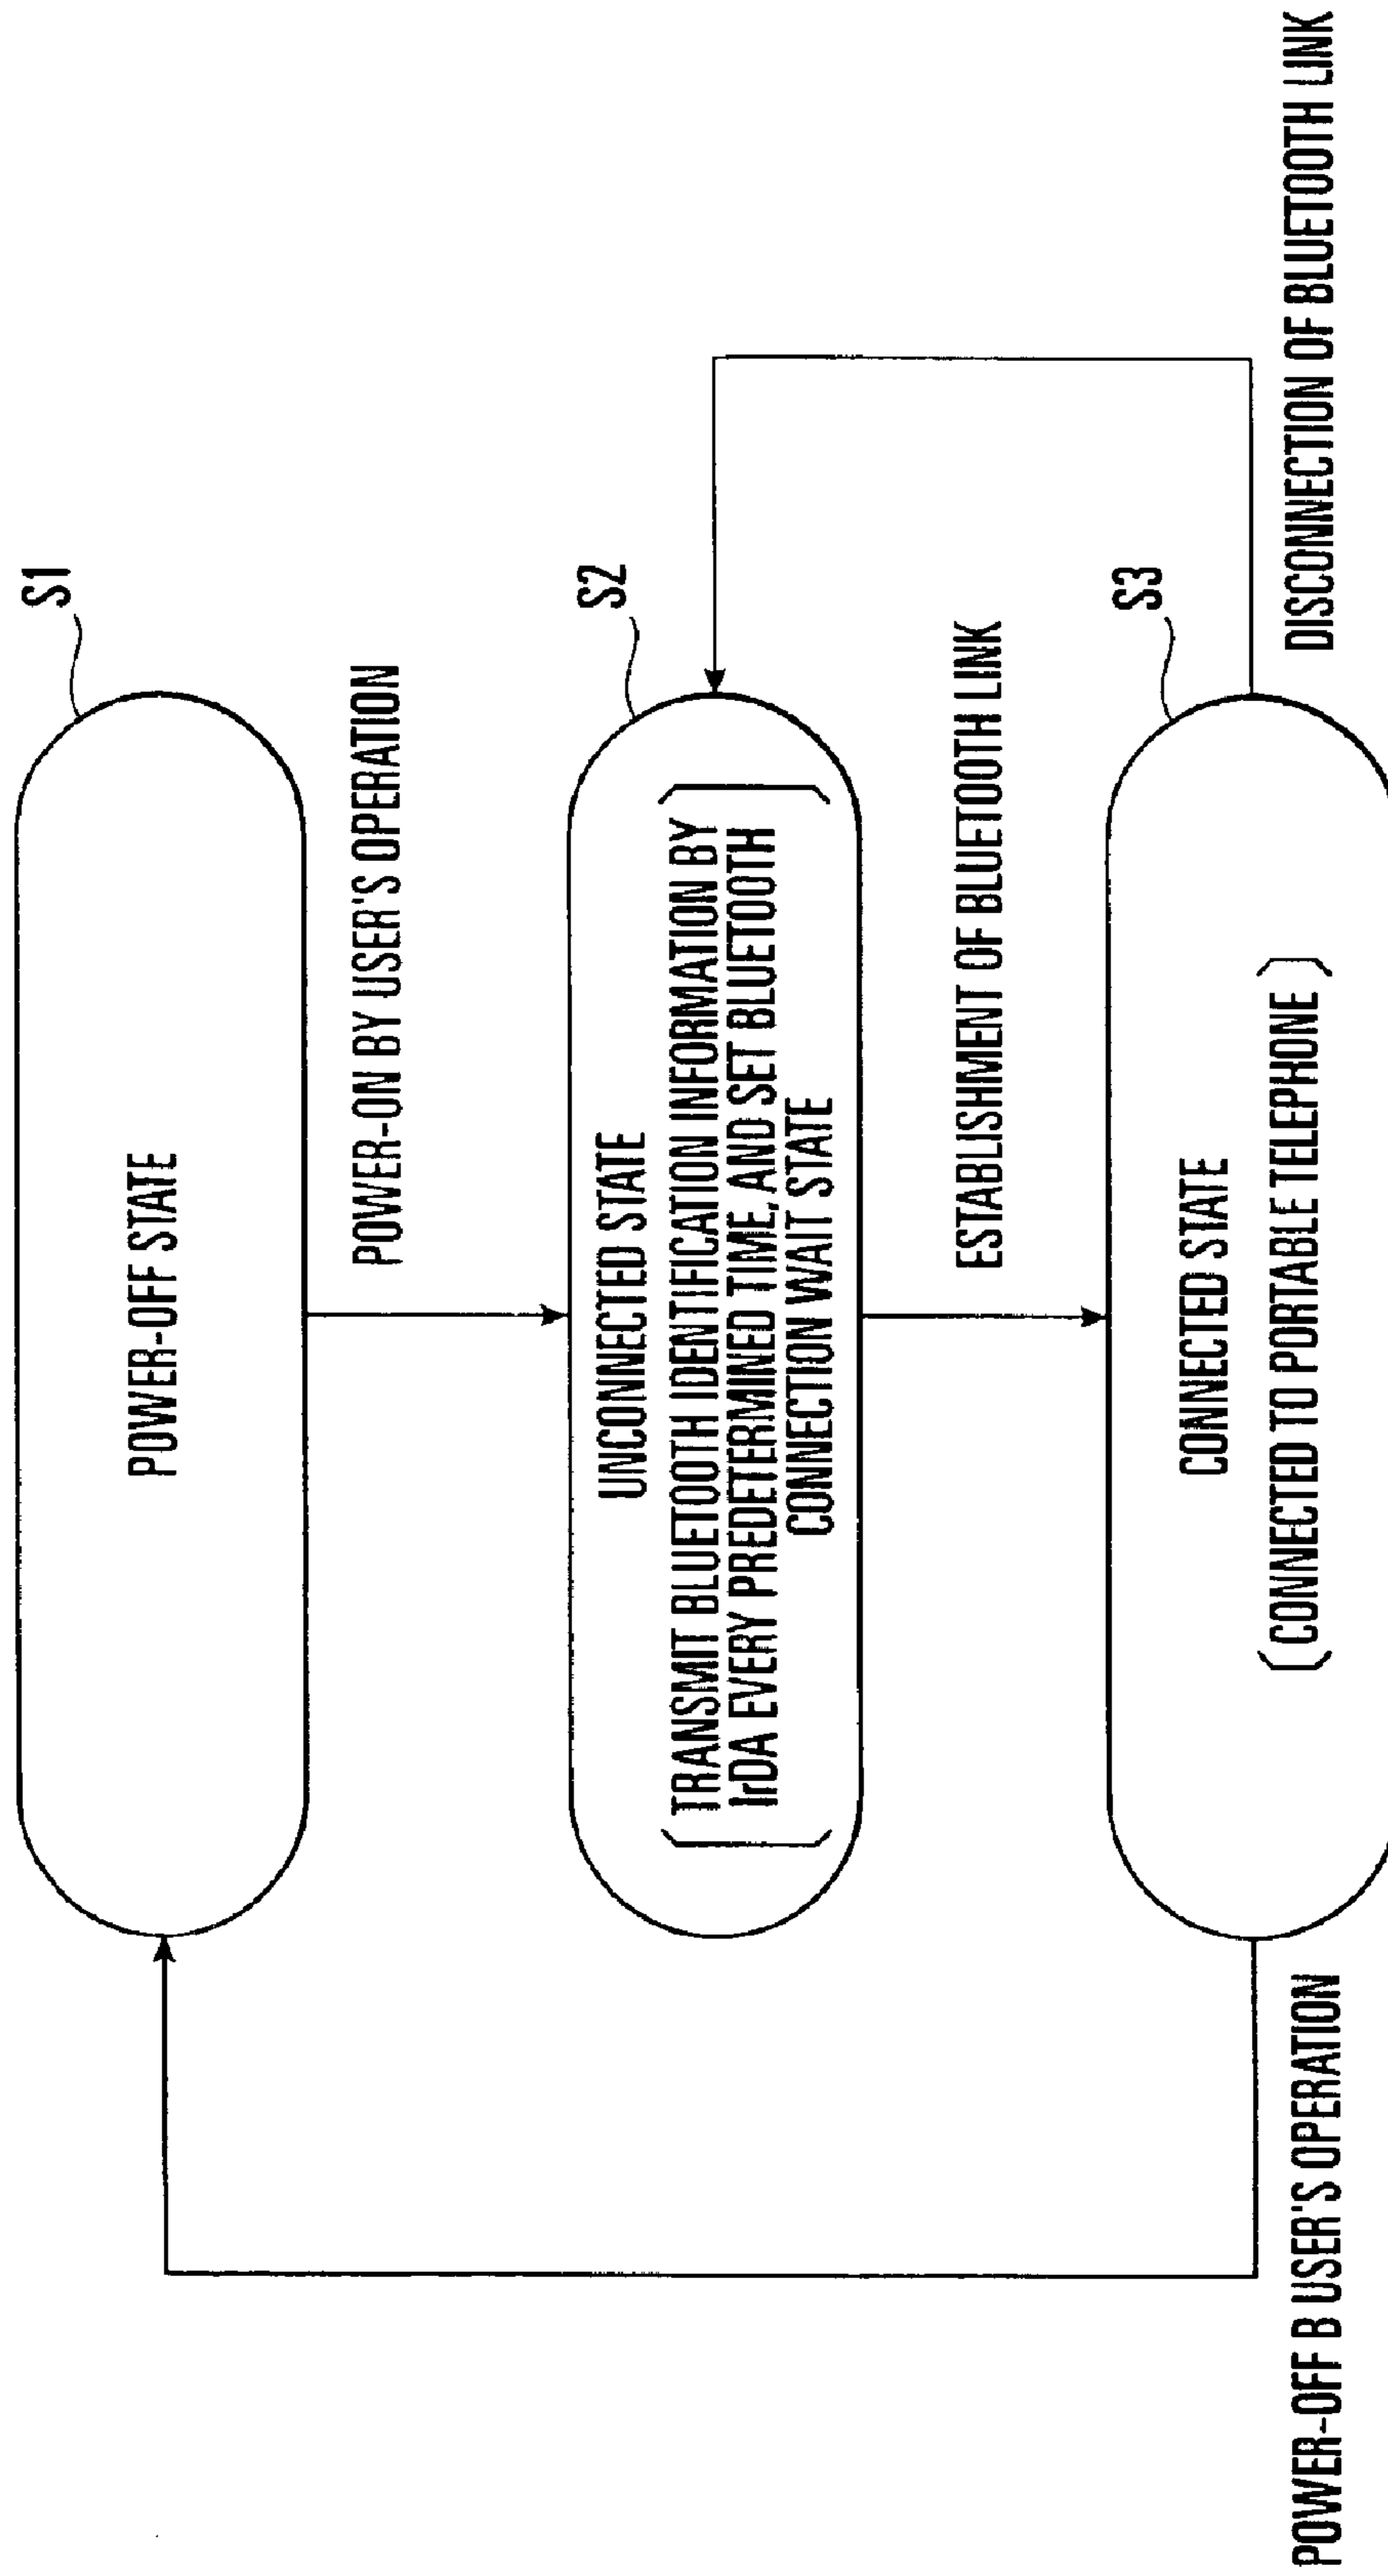 S1
POWER-OFF STATE
POWER-ON BY USER'S OPERATION
S2
UNCONNECTED STATE
TRANSMIT BLUETOOTH IDENTIFICATION INFORMATION BY
IrDA EVERY PREDETERMINED TIME, AND SET BLUETOOTH
CONNECTION WAIT STATE
ESTABLISHMENT OF BLUETOOTH LINK
S3
CONNECTED STATE
(CONNECTED TO PORTABLE TELEPHONE)
POWER-OFF B USER'S OPERATION
DISCONNECTION OF BLUETOOTH LINK